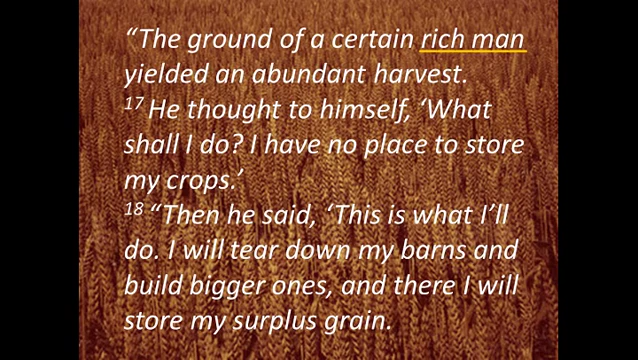 “The ground of a certain rich man
yielded an abundant harvest.
17 He thought to himself, ‘What
shall I do? I have no place to store
my crops.’
18 “Then he said, ‘This is what I’ll
do. I will tear down my barns and
build bigger ones, and there I will
store my surplus grain.